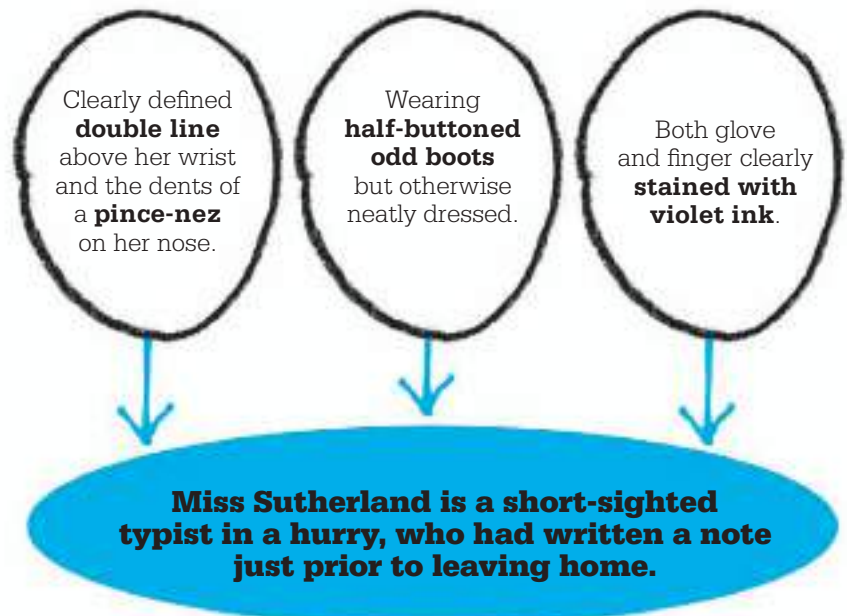 Clearly defined
double line
above her wrist
and the dents of
a pince-nez
on her nose.
Wearing
half-buttoned
odd boots
but otherwise
neatly dressed.
Both glove
and finger clearly
stained with
violet ink.
Miss Sutherland is a short-sighted
typist in a hurry, who had written a note
just prior to leaving home.